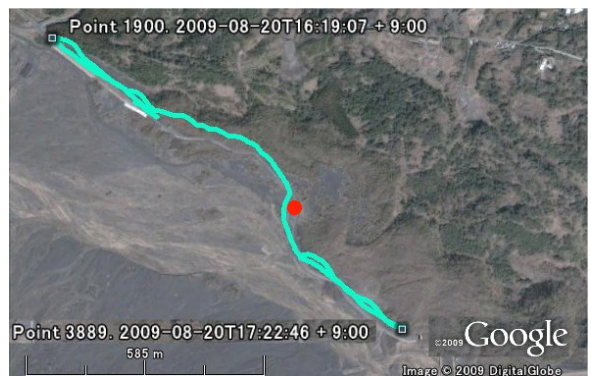 Point 1900. 2009-08-20T16:19:07 + 9:00
Point 3889. 2009-08-20T17:22:46 + 9:00
585 m
©2009 Google
Image © 2009 DigitalGlobe